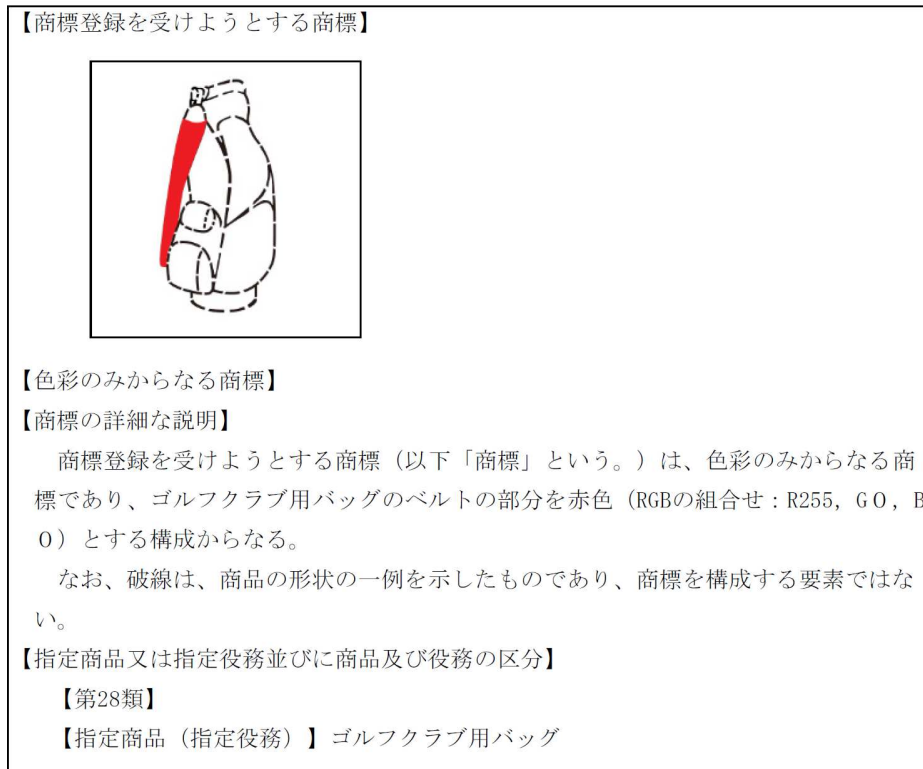 【商標登録を受けようとする商標】
【色彩のみからなる商標】
【商標の詳細な説明】
商標登録を受けようとする商標（以下「商標」という。）は、色彩のみからなる商
標であり、ゴルフクラブ用バッグのベルトの部分を赤色（RGBの組合せ：R255，G０，B
０）とする構成からなる。
なお、破線は、商品の形状の一例を示したものであり、商標を構成する要素ではな
い。
【指定商品又は指定役務並びに商品及び役務の区分】
【第28類】
【指定商品（指定役務）】ゴルフクラブ用バッグ